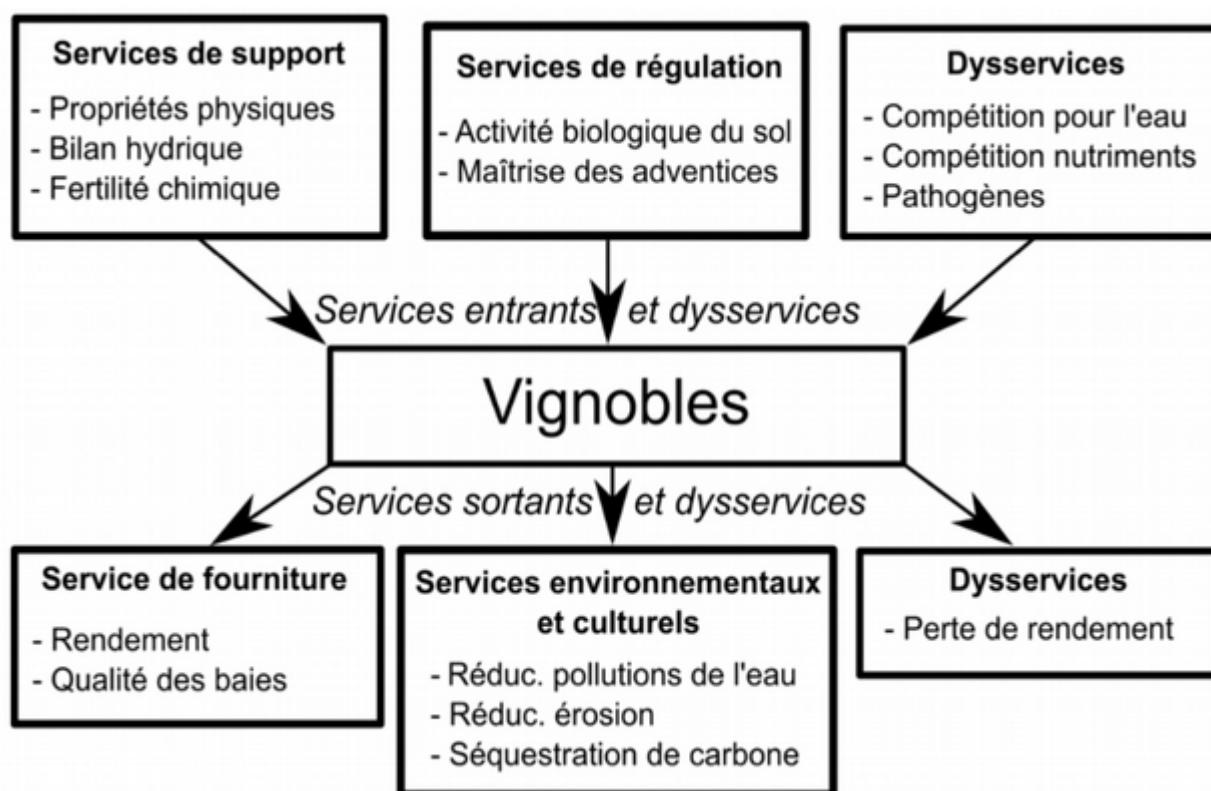 Services de support
- Propriétés physiques
- Bilan hydrique
- Fertilité chimique
Services de régulation
- Activité biologique du sol
- Maîtrise des adventices
Dysservices
- Compétition pour l'eau
- Compétition nutriments
- Pathogènes
Services entrants et dysservices
Vignobles
Services sortants et dysservices
Service de fourniture
- Rendement
- Qualité des baies
Services environnementaux
et culturels
- Réduc. pollutions de l'eau
- Réduc. érosion
- Séquestration de carbone
Dysservices
- Perte de rendement